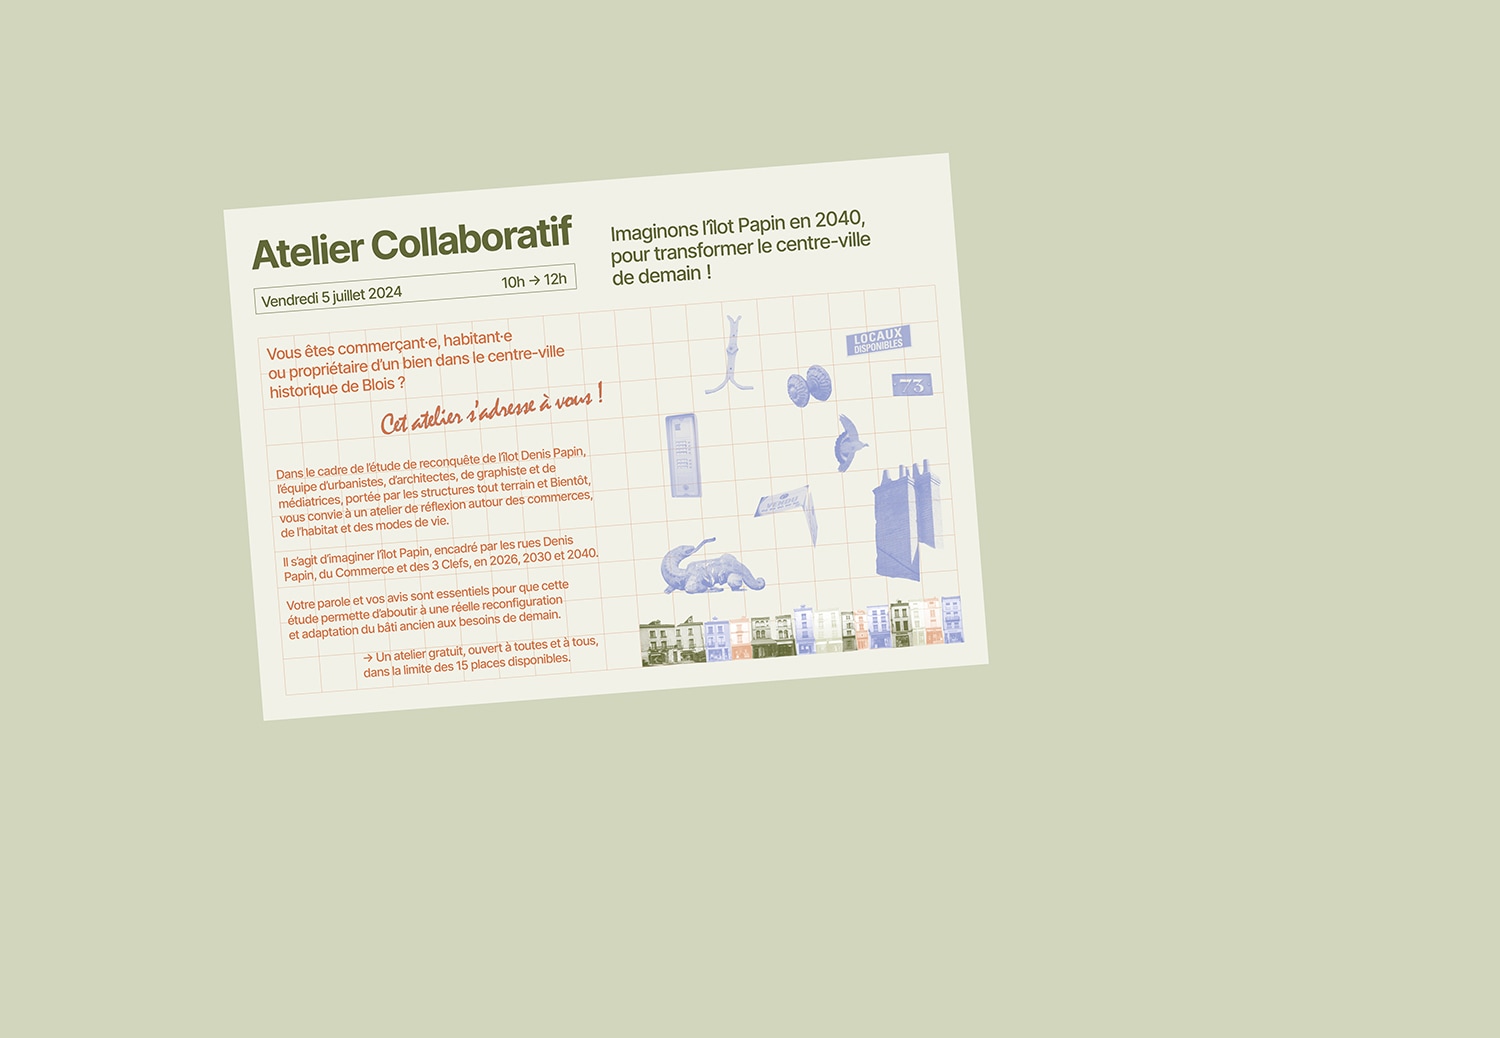 Atelier Collaboratif
Vendredi 5 juillet 2024
10h → 12h
Imaginons l’îlot Papin en 2040,
pour transformer le centre-ville
de demain !
Vous êtes commerçant·e, habitant·e
ou propriétaire d’un bien dans le centre-ville
historique de Blois ?
Cet atelier s’adresse à vous !
Dans le cadre de l’étude de reconquête de l’îlot Denis Papin,
l’équipe d’urbanistes, d’architectes, de graphiste et de
médiatrices, portée par les structures tout terrain et Bientôt,
vous convie à un atelier de réflexion autour des commerces,
de l’habitat et des modes de vie.
Il s’agit d’imaginer l’îlot Papin, encadré par les rues Denis
Papin, du Commerce et des 3 Clefs, en 2026, 2030 et 2040.
Votre parole et vos avis sont essentiels pour que cette
étude permette d’aboutir à une réelle reconfiguration
et adaptation du bâti ancien aux besoins de demain.
→ Un atelier gratuit, ouvert à toutes et à tous,
dans la limite des 15 places disponibles.
LOCAUX
DISPONIBLES
73